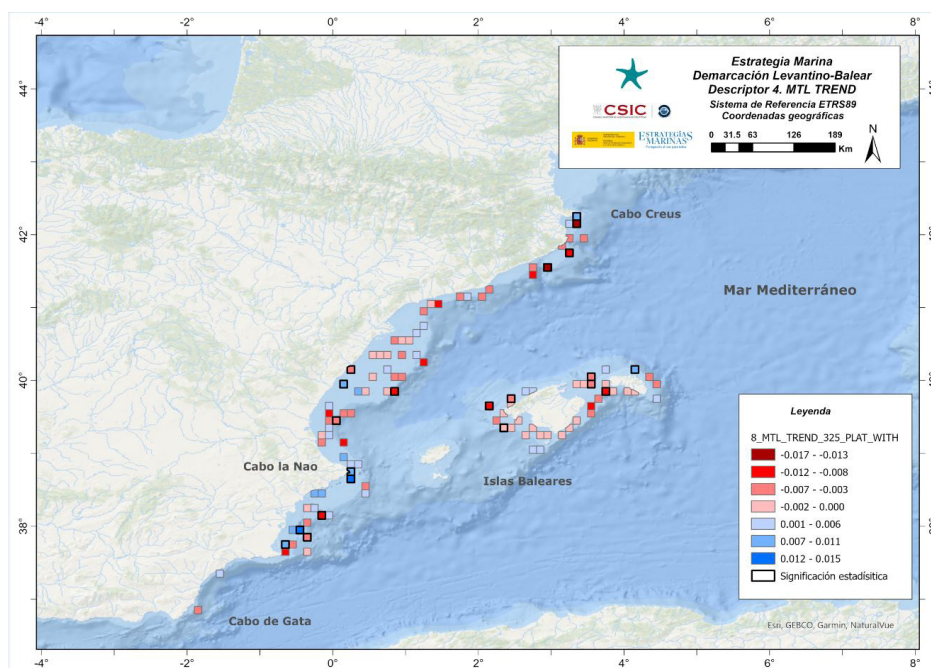 -4° -2° 0° 2° 4° 6° 8°
Estrategia Marina
Demarcación Levantino-Balear
Descriptor 4. MTL TREND
Sistema de Referencia ETRS89
Coordenadas geográficas
CSIC
ESTRATEGIAS
MARINAS
0 31.5 63 126 189
Km
N
44° 44°
Cabo Creus
42°
Mar Mediterráneo
40°
Leyenda
8_MTL_TREND_325_PLAT_WITH
-0.017 - -0.013
-0.012 - -0.008
-0.007 - -0.003
-0.002 - 0.000
0.001 - 0.006
0.007 - 0.011
0.012 - 0.015
Significación estadísitica
Cabo la Nao
Islas Baleares
38°
Cabo de Gata
Esri, GEBCO, Garmin, NaturalVue
-4° -2° 0° 2° 4° 6° 8°